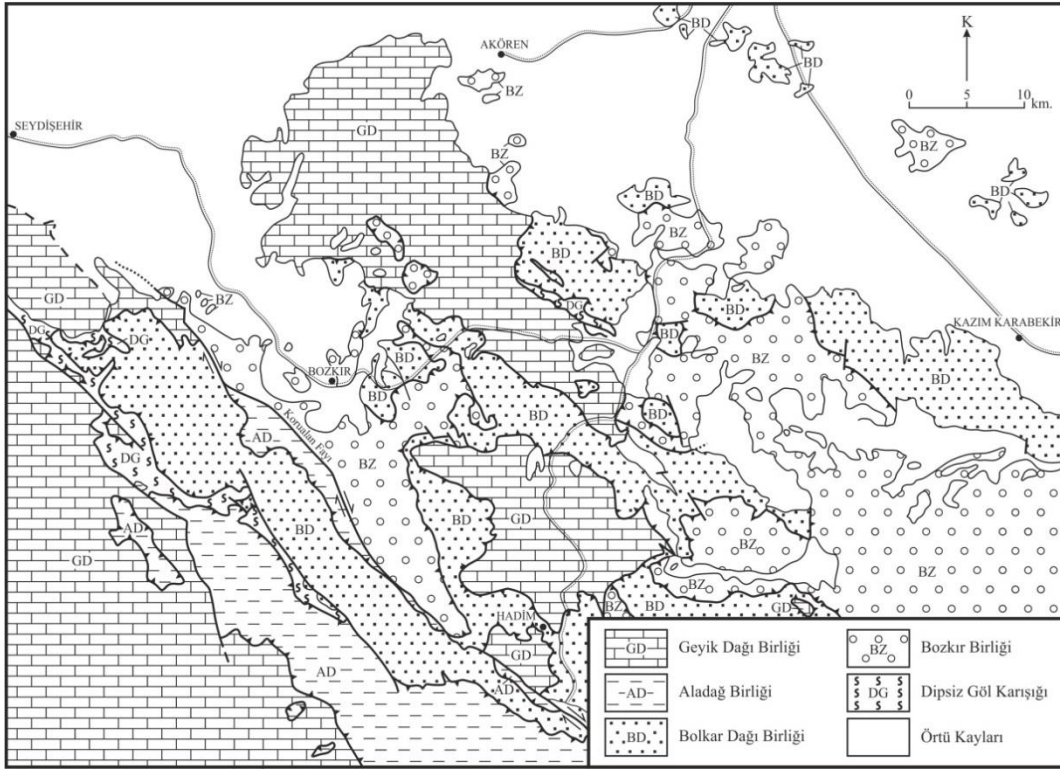 BD
K
AKÖREN
BD
0 5 10 km.
BZ
GD
SEYDİŞEHİR
BZ
BZ
BD
BD
BZ
BD
GD
BZ
DG
BD
DG
DG
BD
KAZIM KARABEKİR
BZ
BD
BOZKIR
BD
BD
BD
BD
AD
Korualan Fayı
BZ
DG
BD
GD
AD
BD
BZ
GD
BZ
BZ
BD
BZ
GD
HADİM
GD
AD
AD
GD Geyik Dağı Birliği
AD Aladağ Birliği
BD Bolkar Dağı Birliği
BZ Bozkır Birliği
DG Dipsiz Göl Karışığı
Örtü Kayları